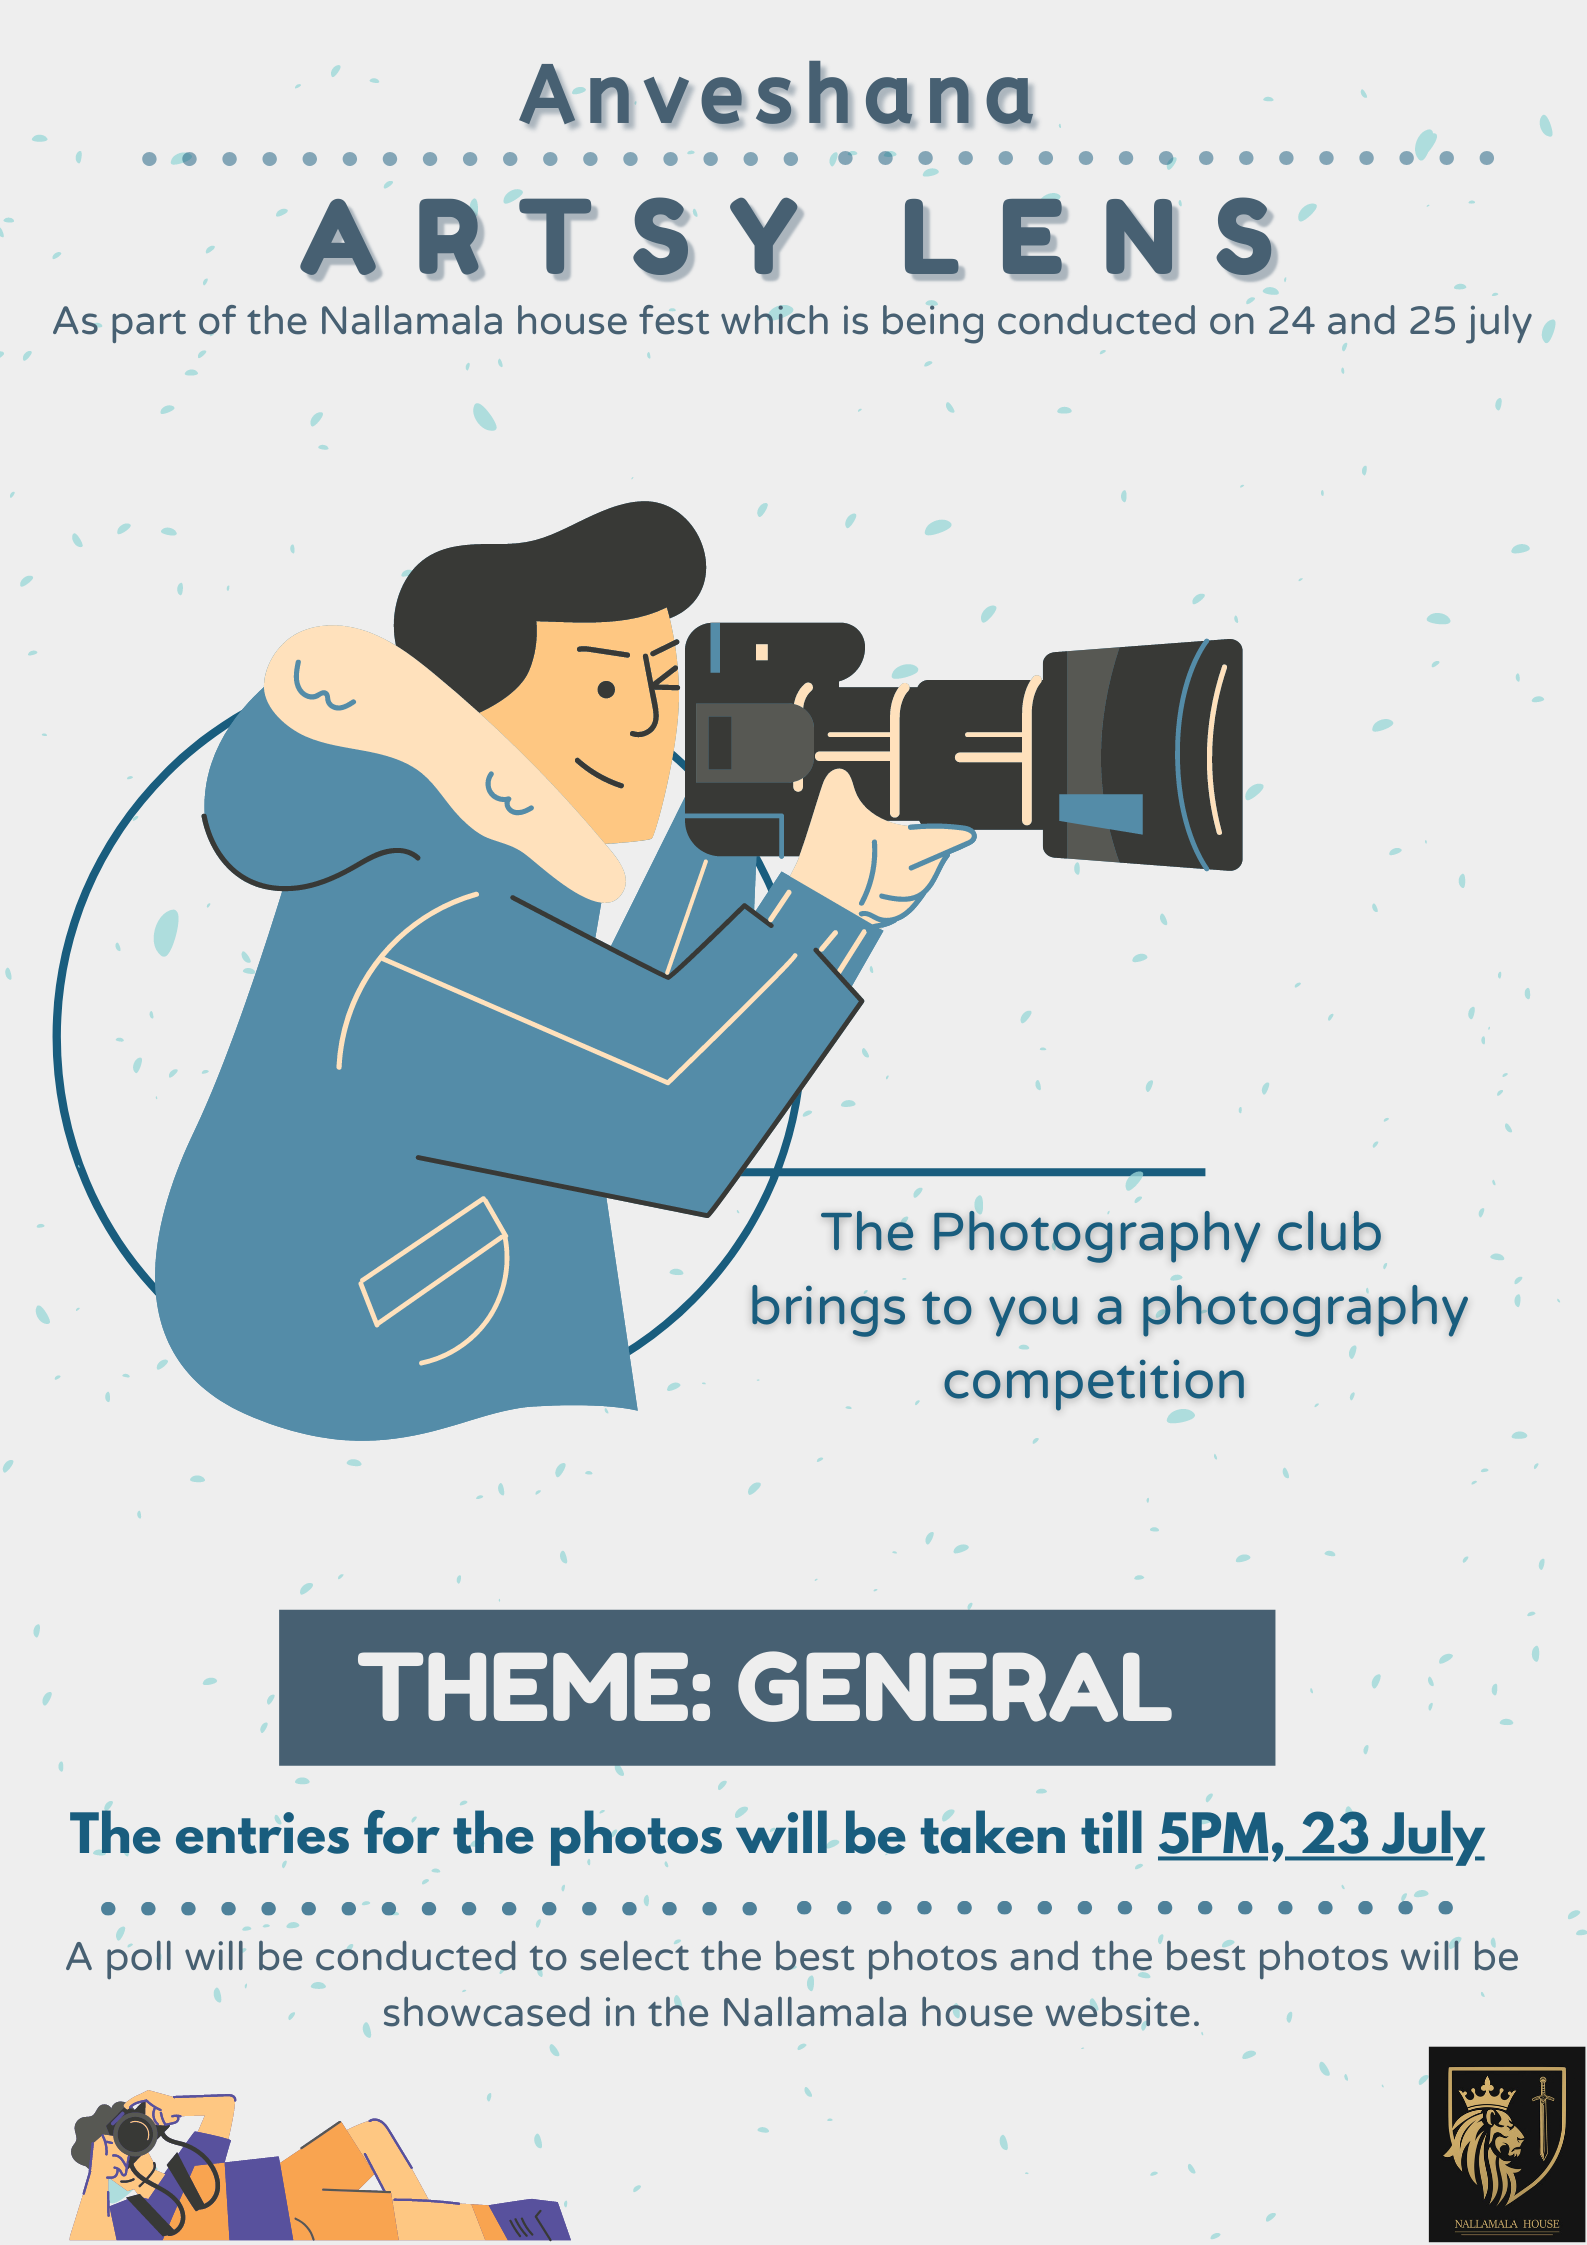 Anveshana
ARTSY LENS
As part of the Nallamala house fest which is being conducted on 24 and 25 july
The Photography club
brings to you a photography
competition
THEME: GENERAL
The entries for the photos will be taken till 5PM, 23 July
A poll will be conducted to select the best photos and the best photos will be
showcased in the Nallamala house website.
NALLAMALA HOUSE